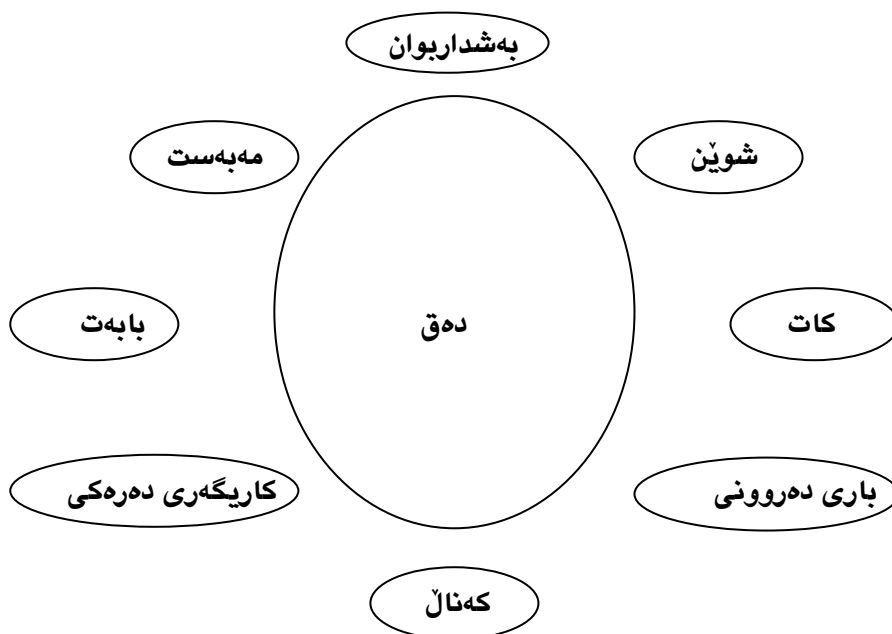 بەشداربوان
شوێن
مەبەست
کات
دەق
بابەت
باری دەروونی
کاریگەری دەرەکی
کەناڵ